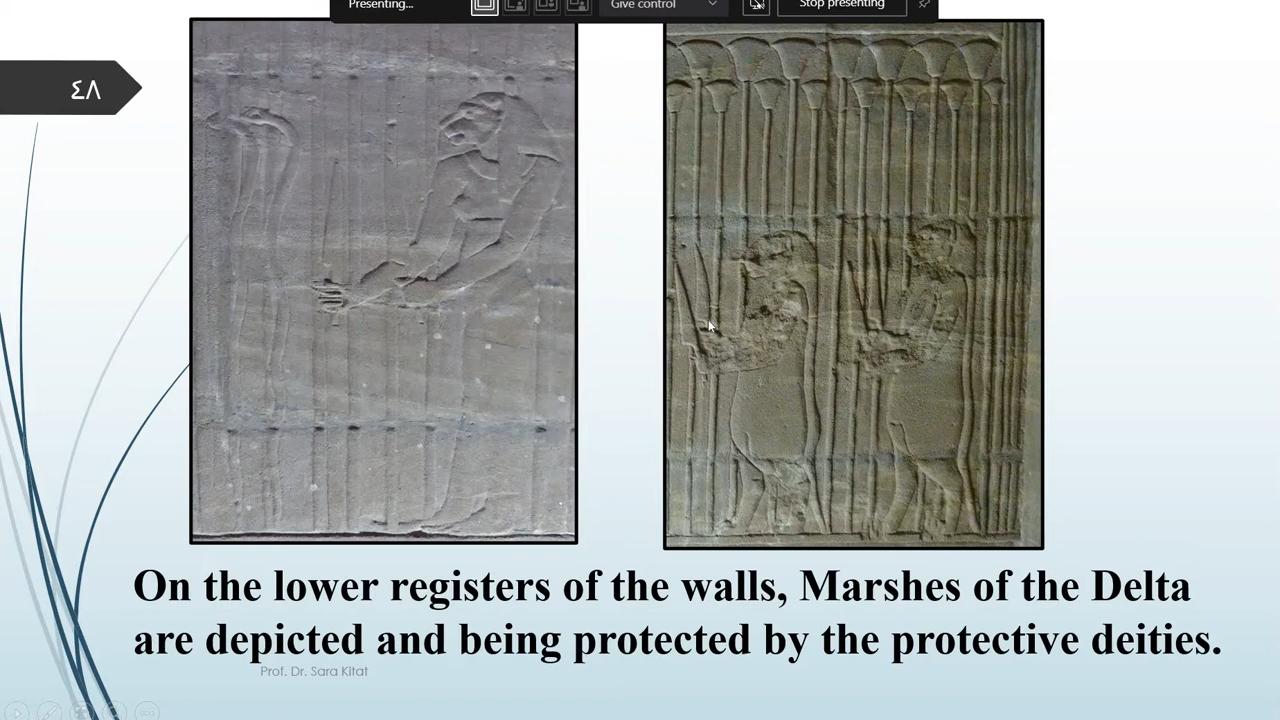 Presenting...
Give control
Stop presenting
٤٨
On the lower registers of the walls, Marshes of the Delta
are depicted and being protected by the protective deities.
Prof. Dr. Sara Kitat